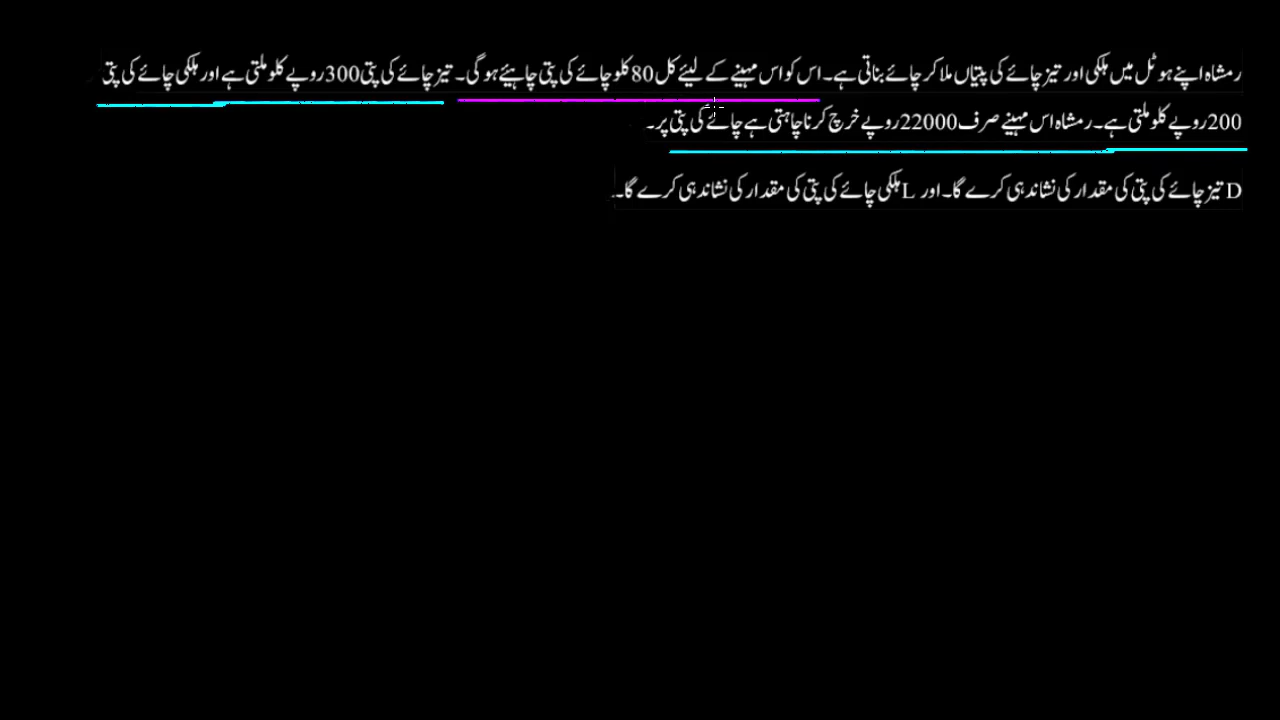 رمشاہ اپنے ہوٹل میں ہلکی اور تیز چائے کی پتیاں ملا کر چائے بناتی ہے۔ اس کو اس مہینے کے لیئے کل 80 کلو چائے کی پتی چاہیئے ہو گی۔ تیز چائے کی پتی 300 روپے کلو ملتی ہے اور ہلکی چائے کی پتی
200 روپے کلو ملتی ہے۔ رمشاہ اس مہینے صرف 22000 روپے خرچ کرنا چاہتی ہے چائے کی پتی پر۔
D تیز چائے کی پتی کی مقدار کی نشاندہی کرے گا۔ اور L ہلکی چائے کی پتی کی مقدار کی نشاندہی کرے گا۔